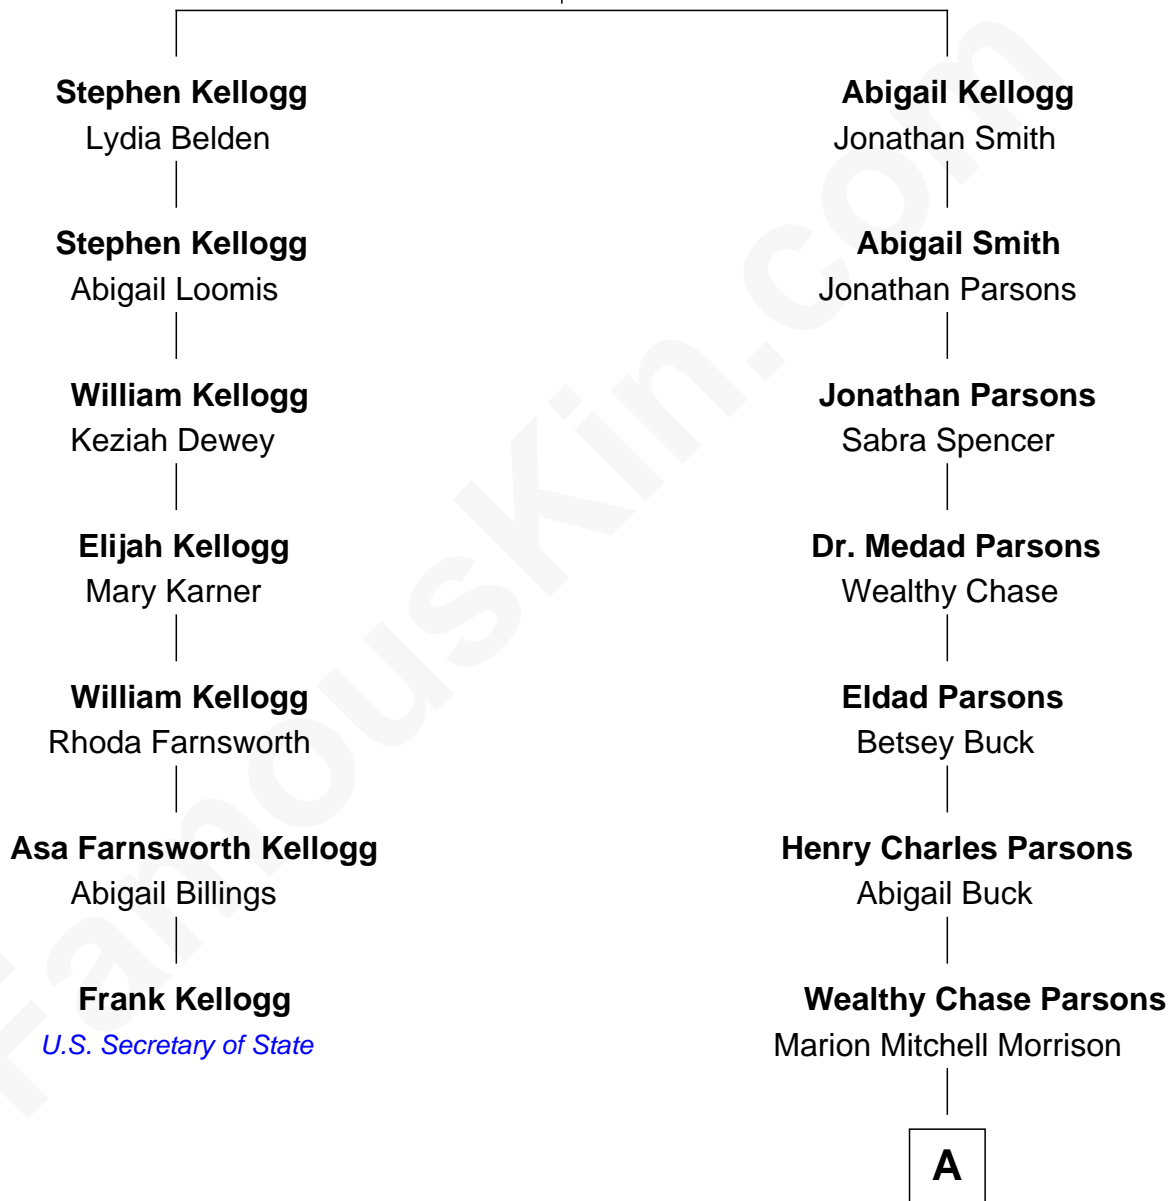 Stephen Kellogg
Lydia Belden
Stephen Kellogg
Abigail Loomis
William Kellogg
Keziah Dewey
Elijah Kellogg
Mary Karner
William Kellogg
Rhoda Farnsworth
Asa Farnsworth Kellogg
Abigail Billings
Frank Kellogg
U.S. Secretary of State
Abigail Kellogg
Jonathan Smith
Abigail Smith
Jonathan Parsons
Jonathan Parsons
Sabra Spencer
Dr. Medad Parsons
Wealthy Chase
Eldad Parsons
Betsey Buck
Henry Charles Parsons
Abigail Buck
Wealthy Chase Parsons
Marion Mitchell Morrison
A
FamousKin.com